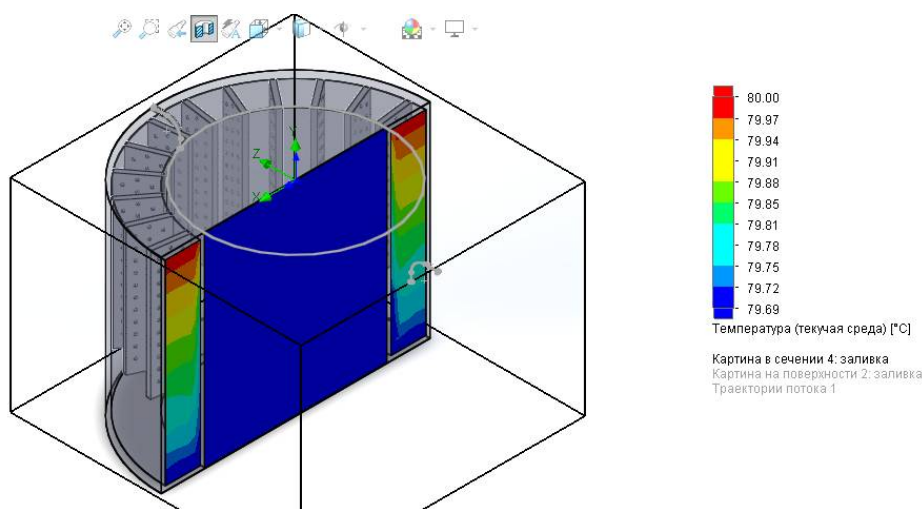 80.00
79.97
79.94
79.91
79.88
79.85
79.81
79.78
79.75
79.72
79.69
Температура (текучая среда) [°C]
Картина в сечении 4: заливка
Картина на поверхности 2: заливка
Траектории потока 1
Y
Z
X